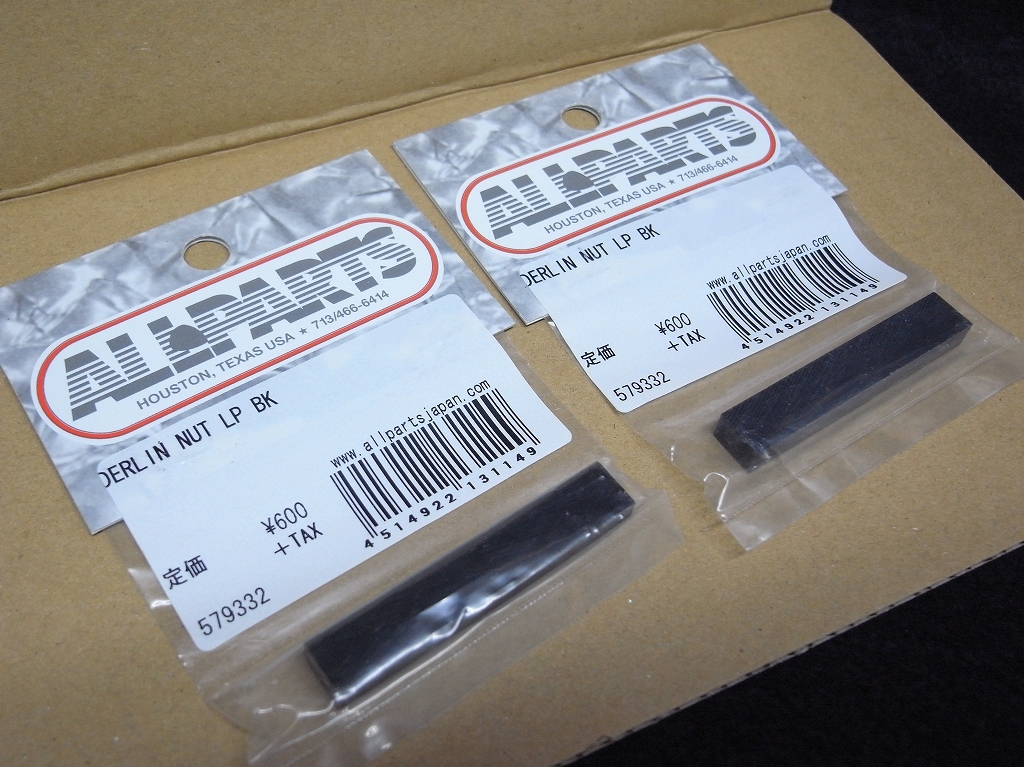 ALLPARTS
HOUSTON, TEXAS USA ★ 713/466-6414
DERLIN NUT LP BK
www.allpartsjapan.com
定価 ¥600
+TAX
4 514922 131149
579332
ALLPARTS
HOUSTON, TEXAS USA ★ 713/466-6414
DERLIN NUT LP BK
www.allpartsjapan.com
定価 ¥600
+TAX
4 514922 131149
579332